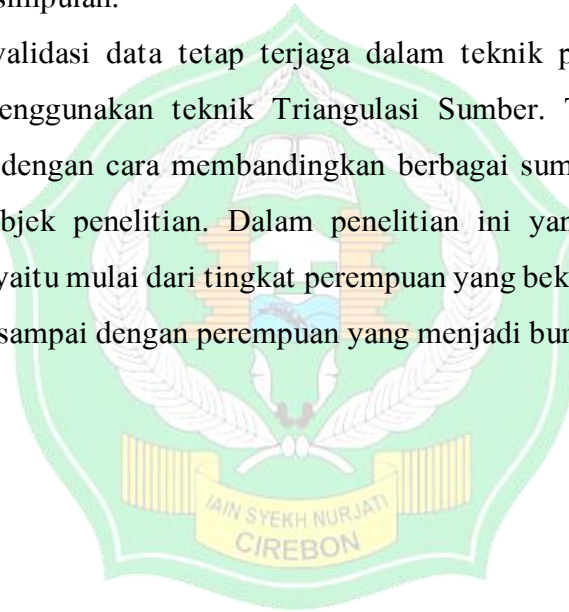 simpulan.
validasi data tetap terjaga dalam teknik p
enggunakan teknik Triangulasi Sumber. T
dengan cara membandingkan berbagai sum
bjek penelitian. Dalam penelitian ini yan
yaitu mulai dari tingkat perempuan yang bek
sampai dengan perempuan yang menjadi bur
IAIN SYEKH NURJATI
CIREBON